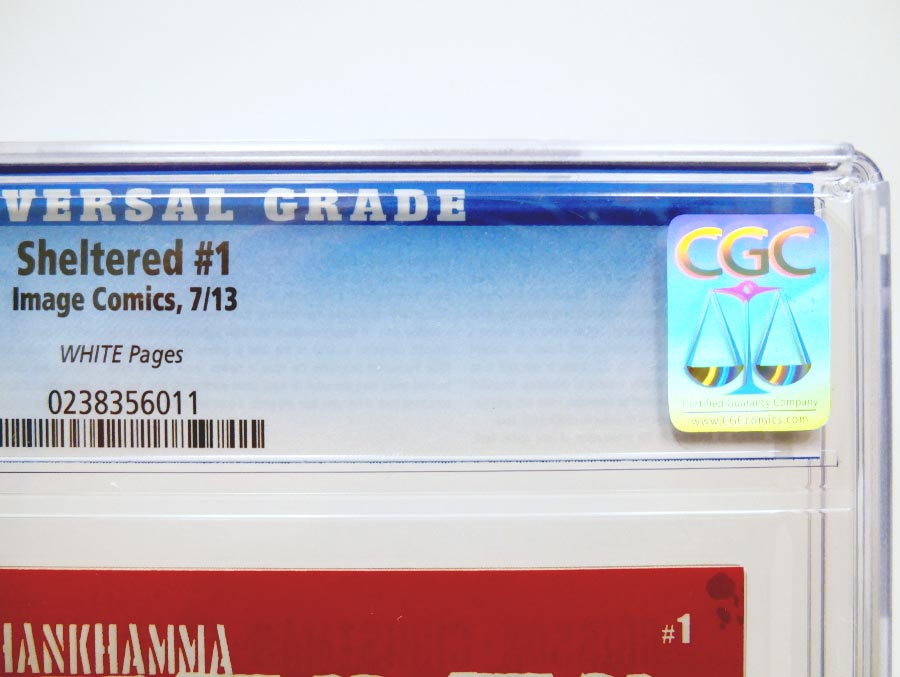 VERSAL GRADE
Sheltered #1
Image Comics, 7/13
WHITE Pages
0238356011
CGC
Certified Guaranty Company
www.CGCcomics.com
HANKHAMMA
#1